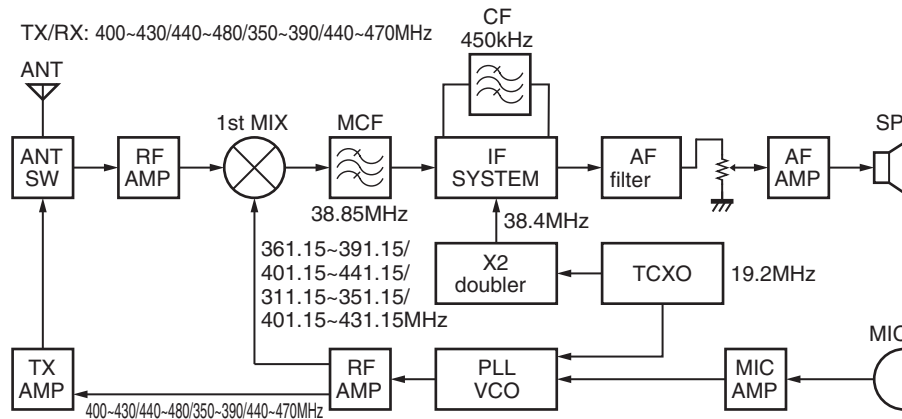 TX/RX: 400~430/440~480/350~390/440~470MHz
CF
450kHz
ANT
1st MIX
MCF
SP
ANT
SW
RF
AMP
IF
SYSTEM
AF
filter
AF
AMP
38.85MHz
38.4MHz
361.15~391.15/
401.15~441.15/
311.15~351.15/
401.15~431.15MHz
X2
doubler
TCXO
19.2MHz
MIC
TX
AMP
RF
AMP
PLL
VCO
MIC
AMP
400~430/440~480/350~390/440~470MHz